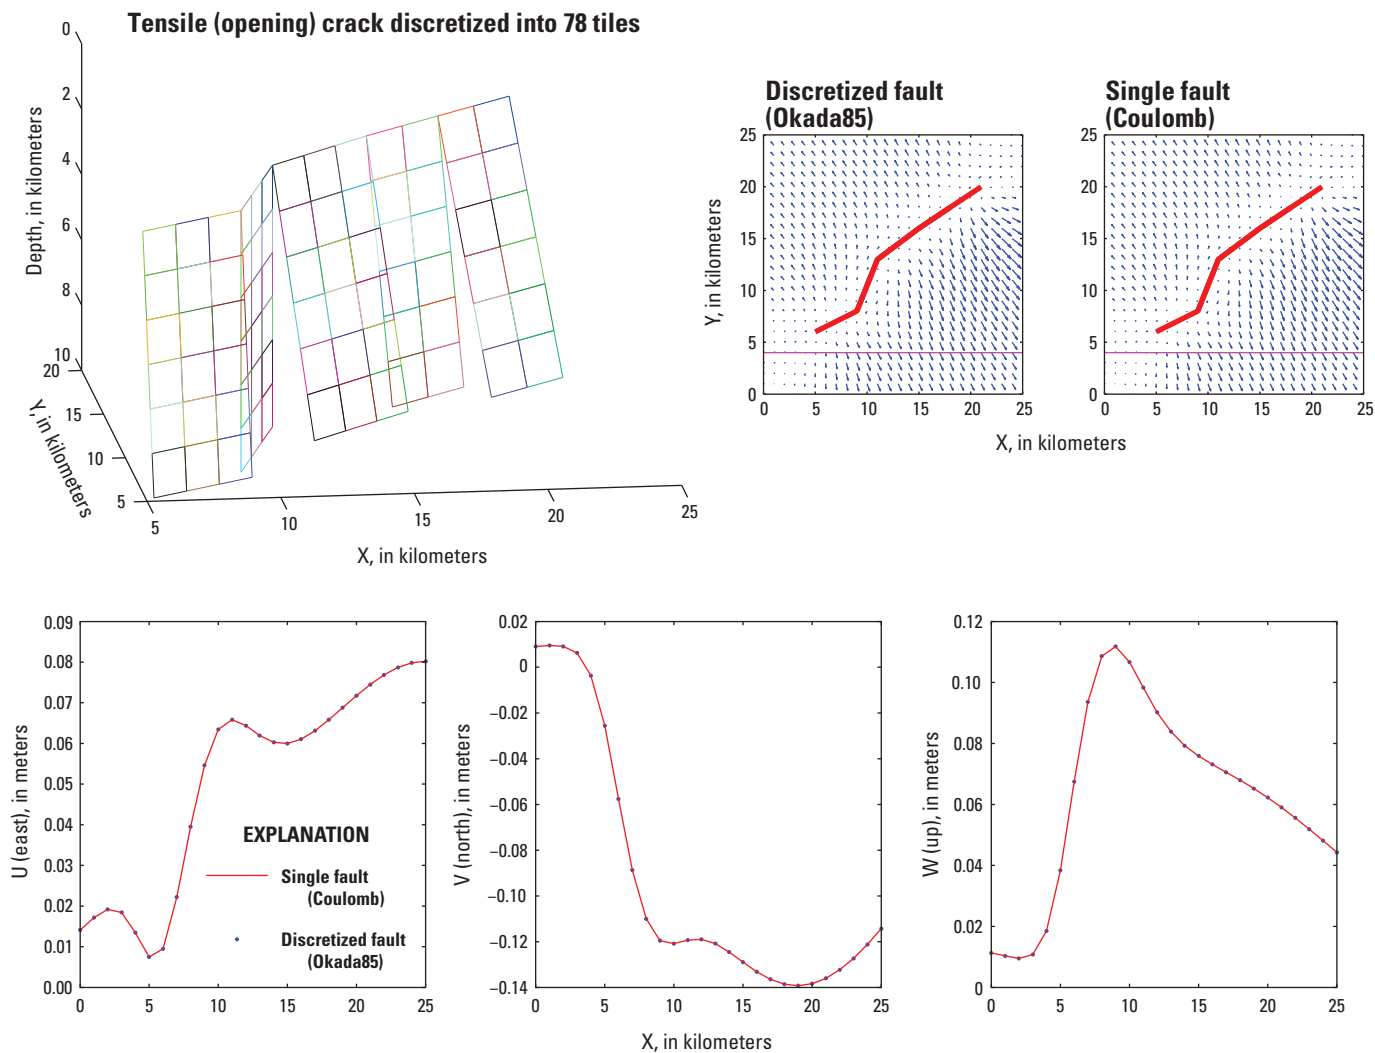 Tensile (opening) crack discretized into 78 tiles
0
2
4
6
8
10
Depth, in kilometers
20
15
10
5
Y, in kilometers
5
10
15
20
25
X, in kilometers
Discretized fault
(Okada85)
Single fault
(Coulomb)
25
20
15
10
5
0
Y, in kilometers
0 5 10 15 20 25
25
20
15
10
5
0
0 5 10 15 20 25
X, in kilometers
0.09
0.08
0.07
0.06
0.05
0.04
0.03
0.02
0.01
0.00
U (east), in meters
0 5 10 15 20 25
EXPLANATION
Single fault
(Coulomb)
Discretized fault
(Okada85)
0.02
0
−0.02
−0.04
−0.06
−0.08
−0.10
−0.12
−0.14
V (north), in meters
0 5 10 15 20 25
0.12
0.10
0.08
0.06
0.04
0.02
0
W (up), in meters
0 5 10 15 20 25
X, in kilometers